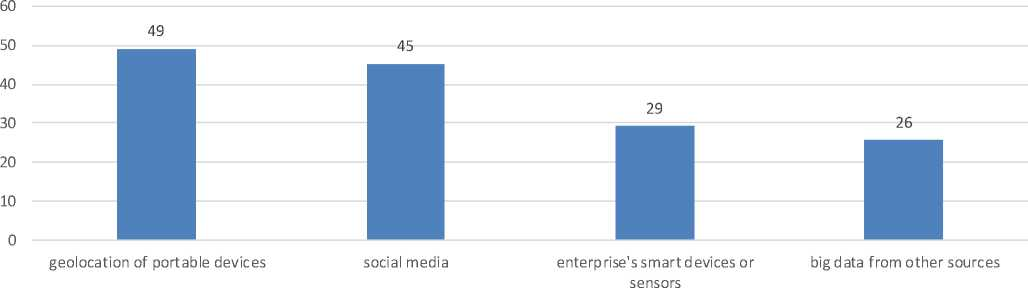 60
50
40
30
20
10
0
49
45
29
26
geolocation of portable devices
social media
enterprise's smart devices or
sensors
big data from other sources